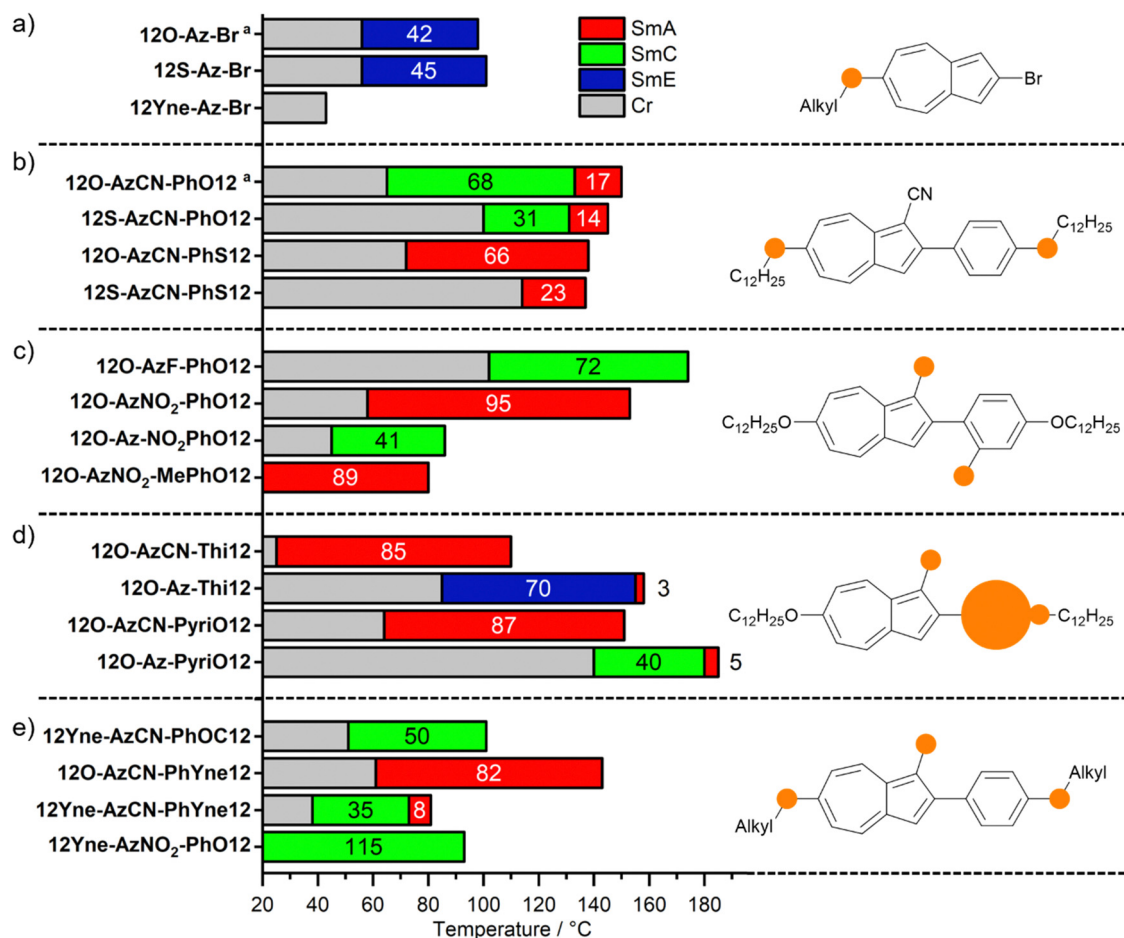 a)
12O-Az-Br a
42
12S-Az-Br
45
12Yne-Az-Br
SmA
SmC
SmE
Cr
Br
Alkyl
b)
12O-AzCN-PhO12 a
68
17
12S-AzCN-PhO12
31
14
12O-AzCN-PhS12
66
12S-AzCN-PhS12
23
CN
C12H25
C12H25
c)
12O-AzF-PhO12
72
12O-AzNO2-PhO12
95
12O-Az-NO2PhO12
41
12O-AzNO2-MePhO12
89
C12H25O
OC12H25
d)
12O-AzCN-Thi12
85
12O-Az-Thi12
70
3
12O-AzCN-PyriO12
87
12O-Az-PyriO12
40
5
C12H25O
C12H25
e)
12Yne-AzCN-PhOC12
50
12O-AzCN-PhYne12
82
12Yne-AzCN-PhYne12
35
8
12Yne-AzNO2-PhO12
115
Alkyl
Alkyl
20 40 60 80 100 120 140 160 180
Temperature / °C